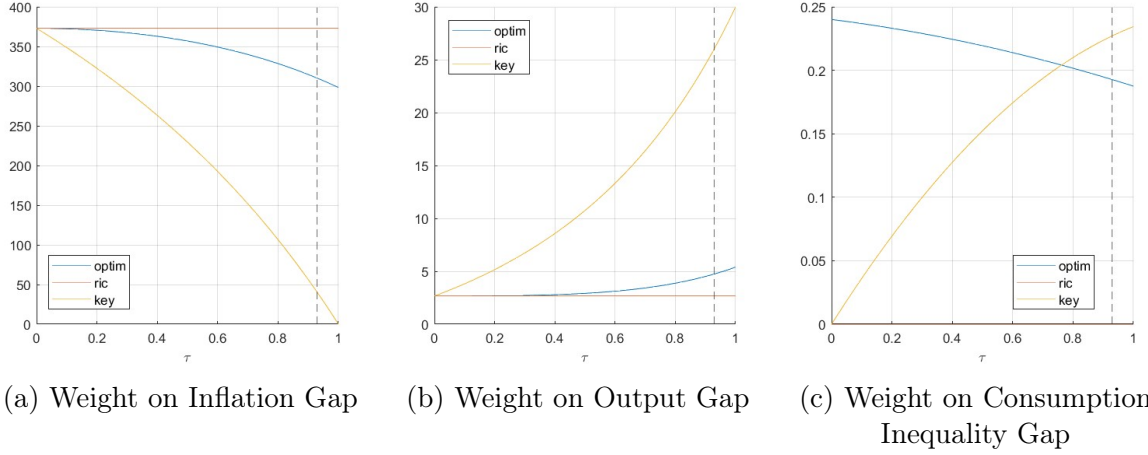 400
350
300
250
200
150
100
50
0
optim
ric
key
0 0.2 0.4 0.6 0.8 1
τ
30
25
20
15
10
5
0
optim
ric
key
0 0.2 0.4 0.6 0.8 1
τ
0.25
0.2
0.15
0.1
0.05
0
optim
ric
key
0 0.2 0.4 0.6 0.8 1
τ
(a) Weight on Inflation Gap
(b) Weight on Output Gap
(c) Weight on Consumption
Inequality Gap